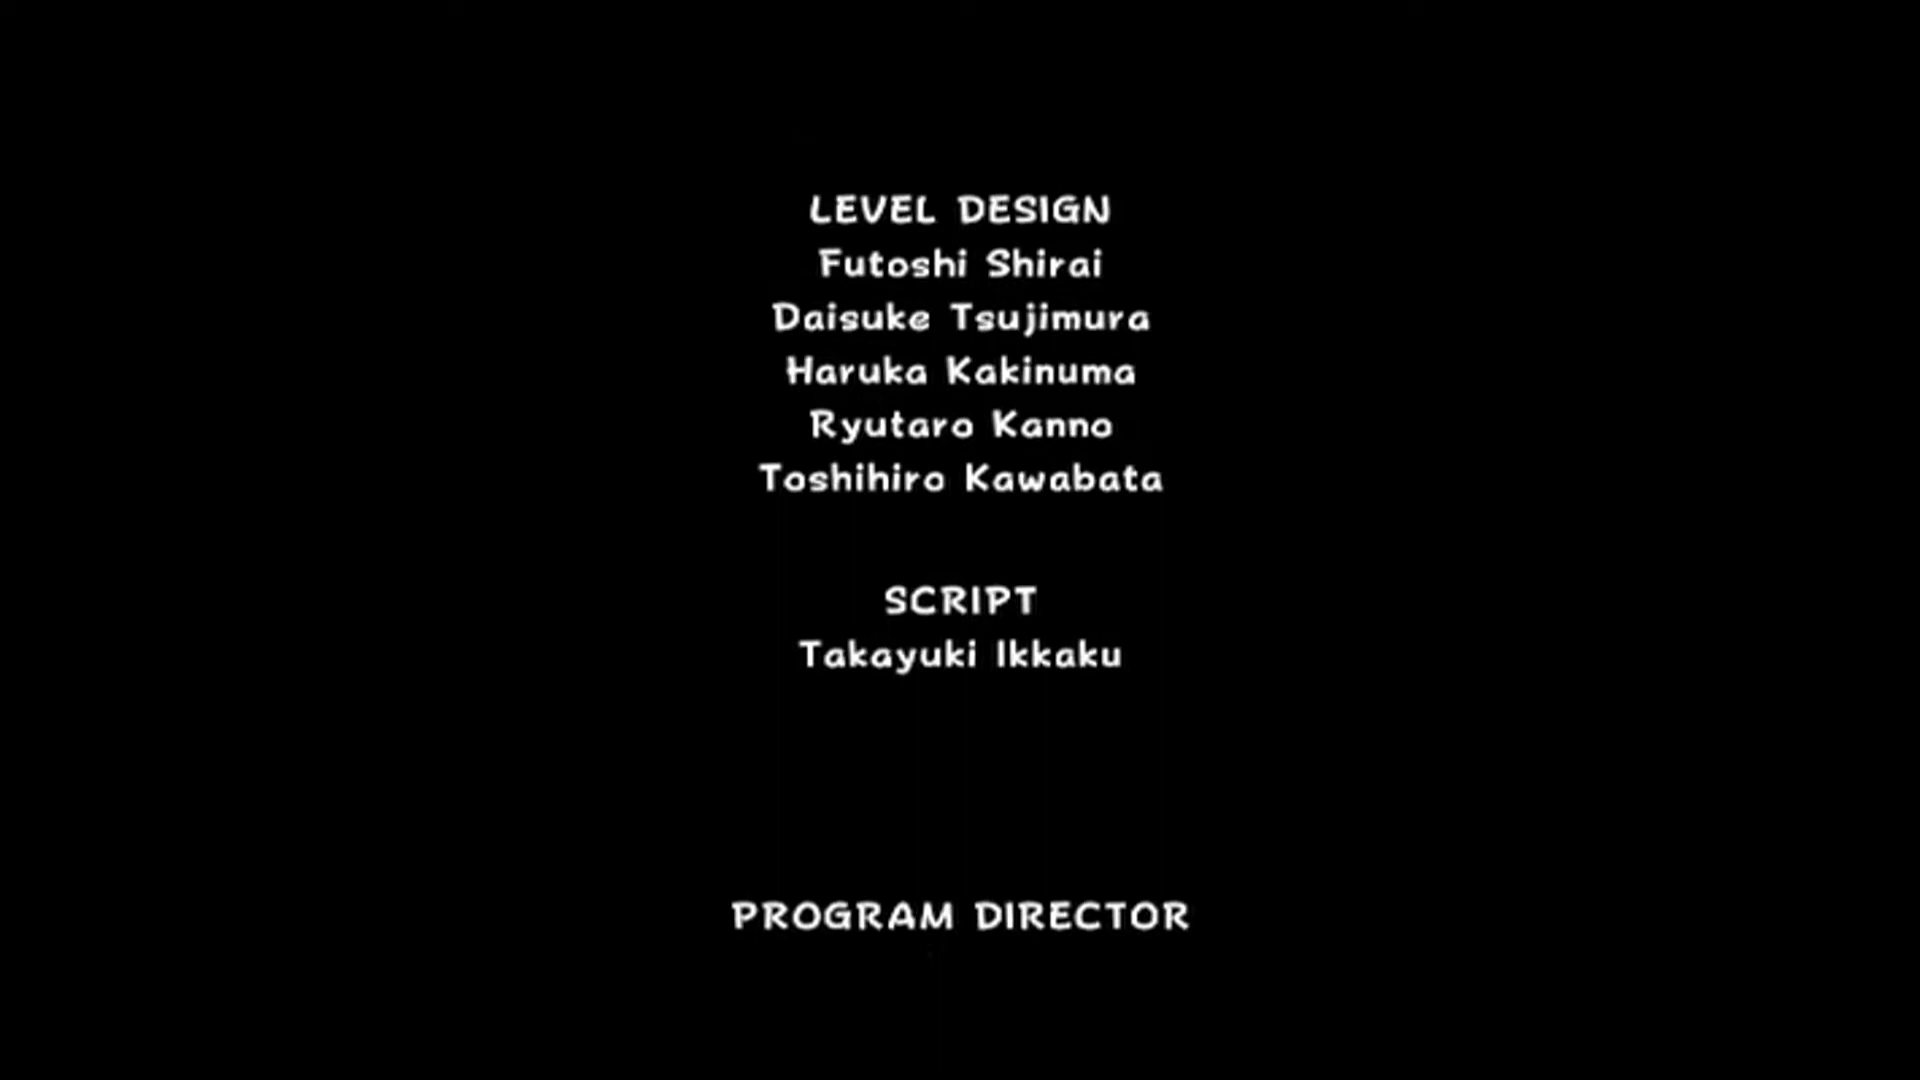 LEVEL DESIGN
Futoshi Shirai
Daisuke Tsujimura
Haruka Kakinuma
Ryutaro Kanno
Toshihiro Kawabata
SCRIPT
Takayuki Ikkaku
PROGRAM DIRECTOR